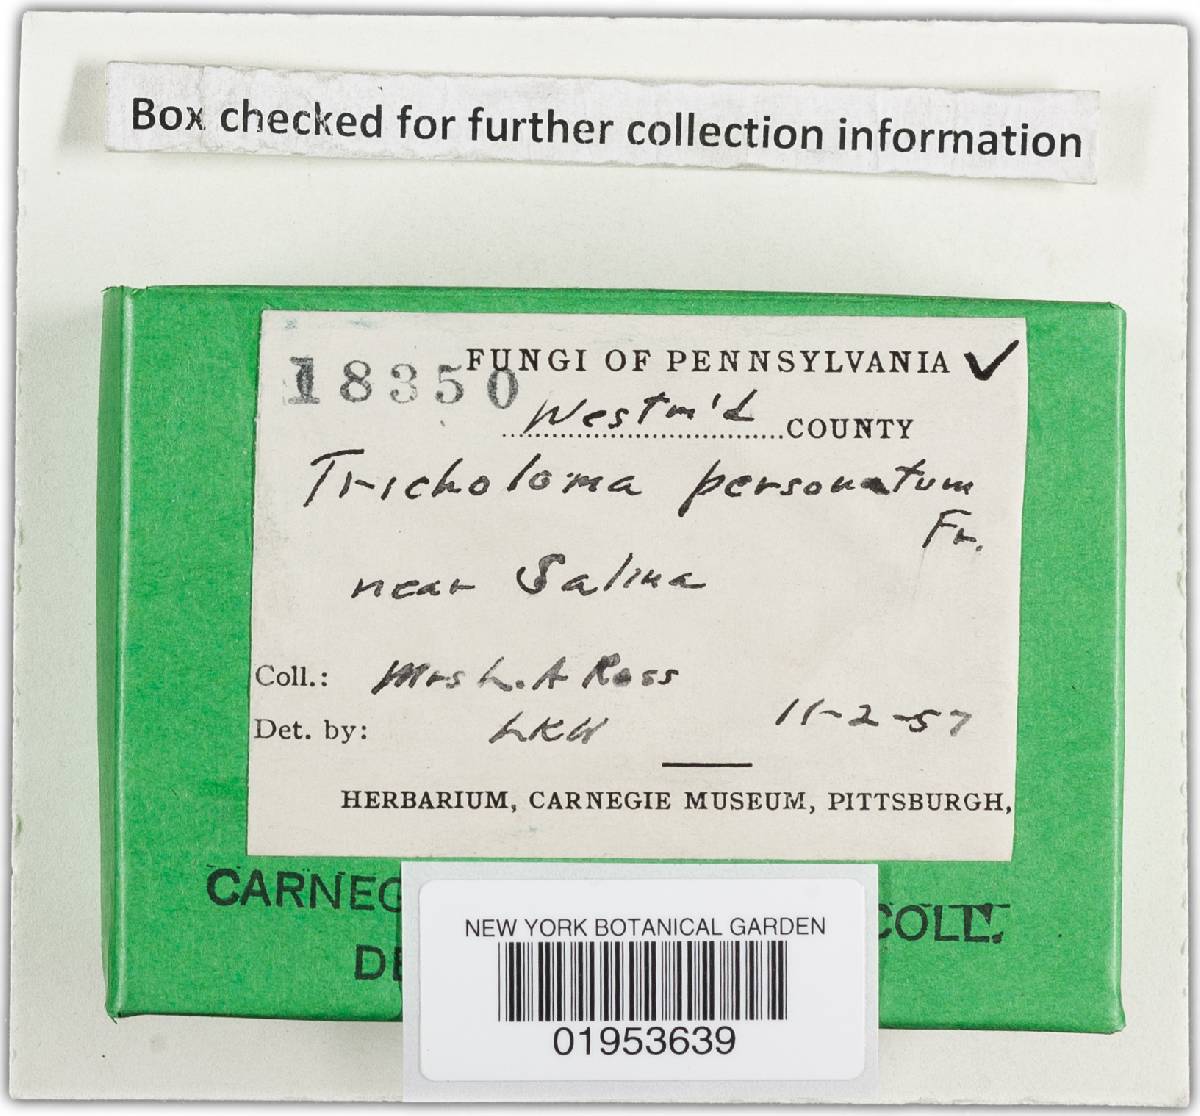 Box checked for further collection information
18350
FUNGI OF PENNSYLVANIA ✓
Westm'd COUNTY
Tricholoma personatum
Fr.
near Salina
Coll.: Mrs L. A Ross
Det. by: LKH 11-2-57
HERBARIUM, CARNEGIE MUSEUM, PITTSBURGH,
CARNEG COLL.
DE
NEW YORK BOTANICAL GARDEN
01953639